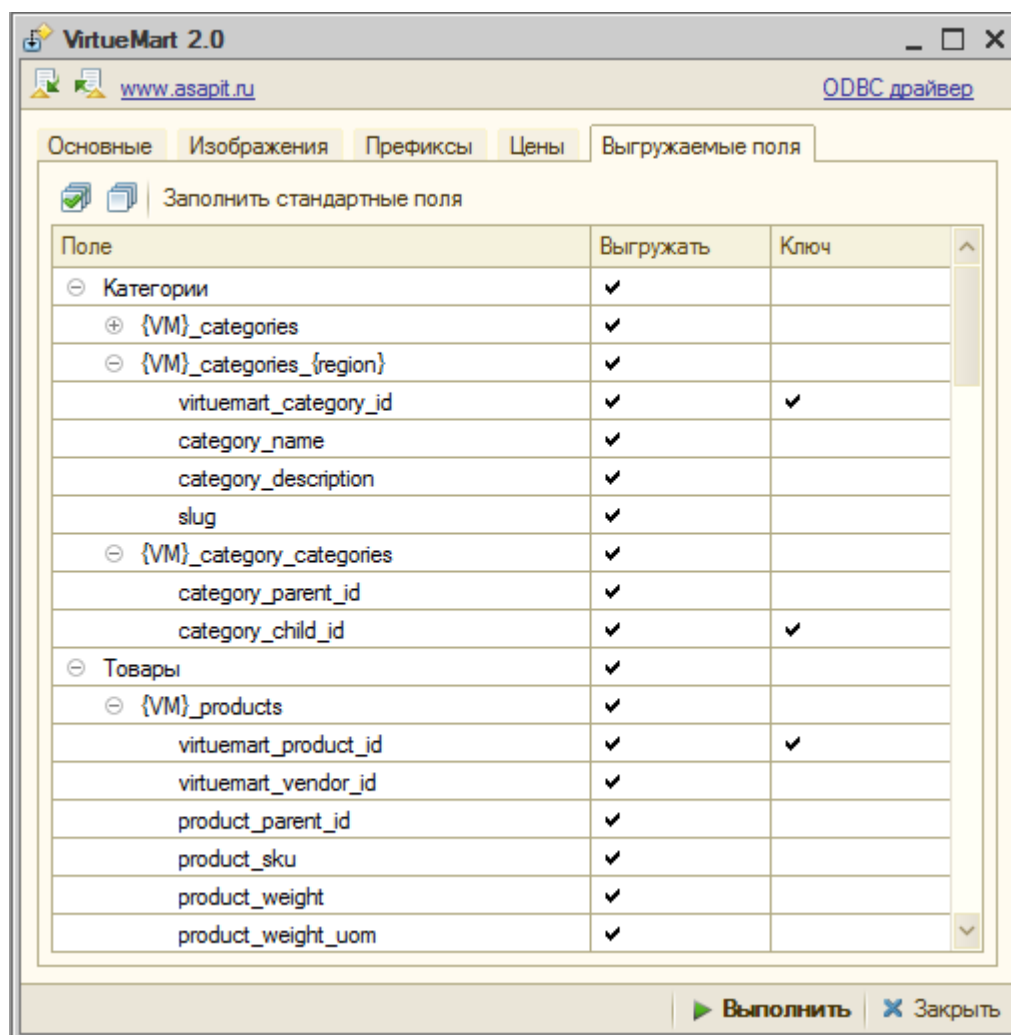 VirtueMart 2.0
www.asapit.ru ODBC драйвер
Основные Изображения Префиксы Цены Выгружаемые поля
Заполнить стандартные поля
Поле Выгружать Ключ
Категории
{VM}_categories
{VM}_categories_{region}
virtuemart_category_id
category_name
category_description
slug
{VM}_category_categories
category_parent_id
category_child_id
Товары
{VM}_products
virtuemart_product_id
virtuemart_vendor_id
product_parent_id
product_sku
product_weight
product_weight_uom
Выполнить Закрыть